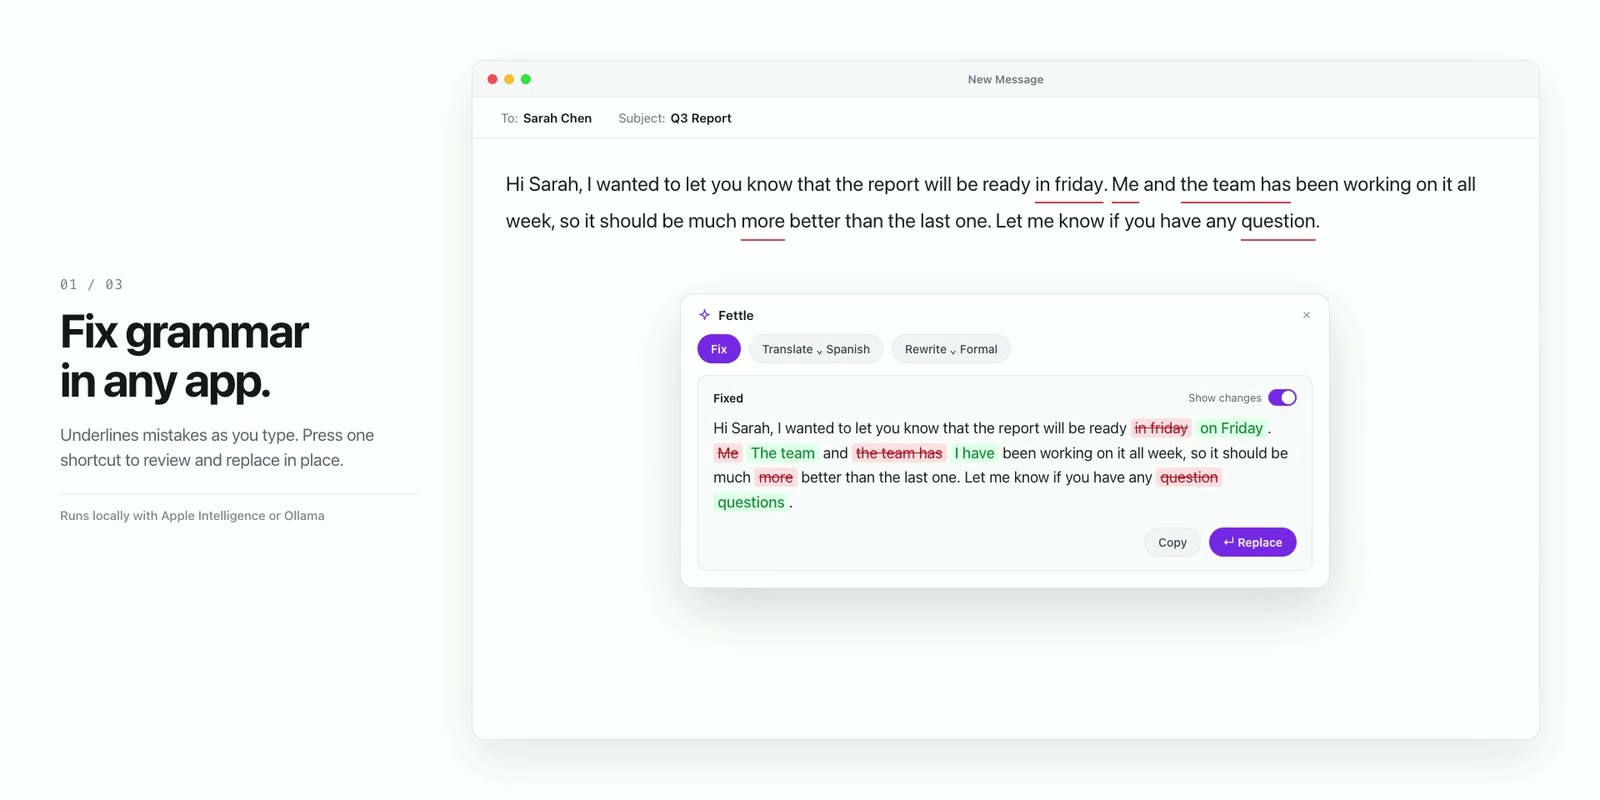 01 / 03
Fix grammar
in any app.
Underlines mistakes as you type. Press one
shortcut to review and replace in place.
Runs locally with Apple Intelligence or Ollama
New Message
To: Sarah Chen Subject: Q3 Report
Hi Sarah, I wanted to let you know that the report will be ready in friday. Me and the team has been working on it all
week, so it should be much more better than the last one. Let me know if you have any question.
Fettle ×
Fix Translate ⌄ Spanish Rewrite ⌄ Formal
Fixed Show changes
Hi Sarah, I wanted to let you know that the report will be ready in friday on Friday .
Me The team and the team has I have been working on it all week, so it should be
much more better than the last one. Let me know if you have any question
questions .
Copy ↵ Replace